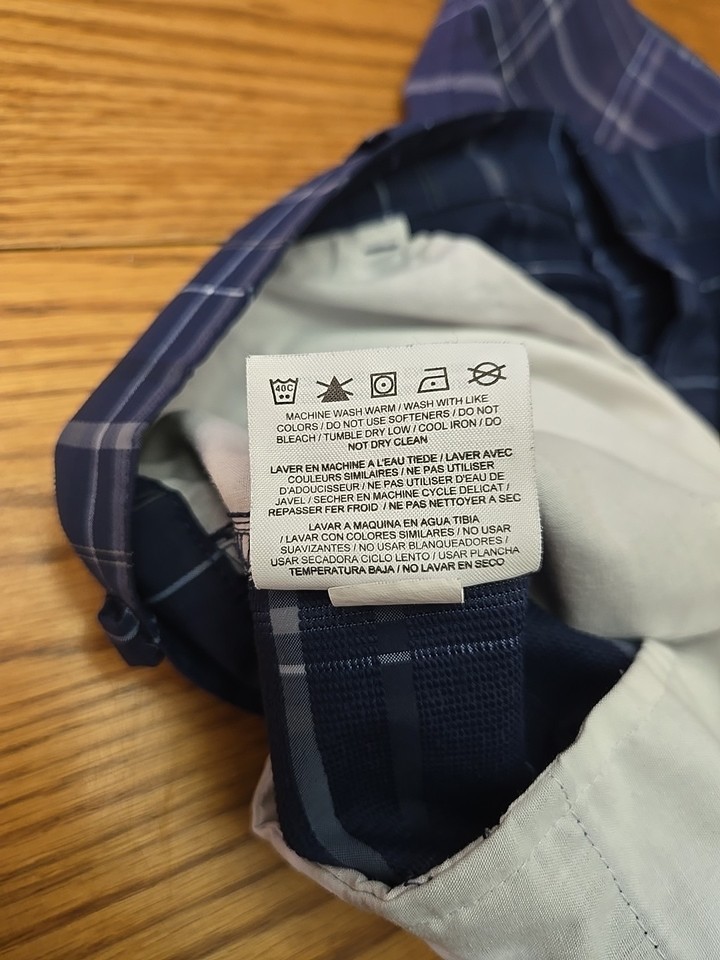 40C
MACHINE WASH WARM / WASH WITH LIKE
COLORS / DO NOT USE SOFTENERS / DO NOT
BLEACH / TUMBLE DRY LOW / COOL IRON / DO
NOT DRY CLEAN
LAVER EN MACHINE A L'EAU TIEDE / LAVER AVEC
COULEURS SIMILAIRES / NE PAS UTILISER
D'ADOUCISSEUR / NE PAS UTILISER D'EAU DE
JAVEL / SECHER EN MACHINE CYCLE DELICAT /
REPASSER FER FROID / NE PAS NETTOYER A SEC
LAVAR A MAQUINA EN AGUA TIBIA
/ LAVAR CON COLORES SIMILARES / NO USAR
SUAVIZANTES / NO USAR BLANQUEADORES /
USAR SECADORA CICLO LENTO / USAR PLANCHA
TEMPERATURA BAJA / NO LAVAR EN SECO